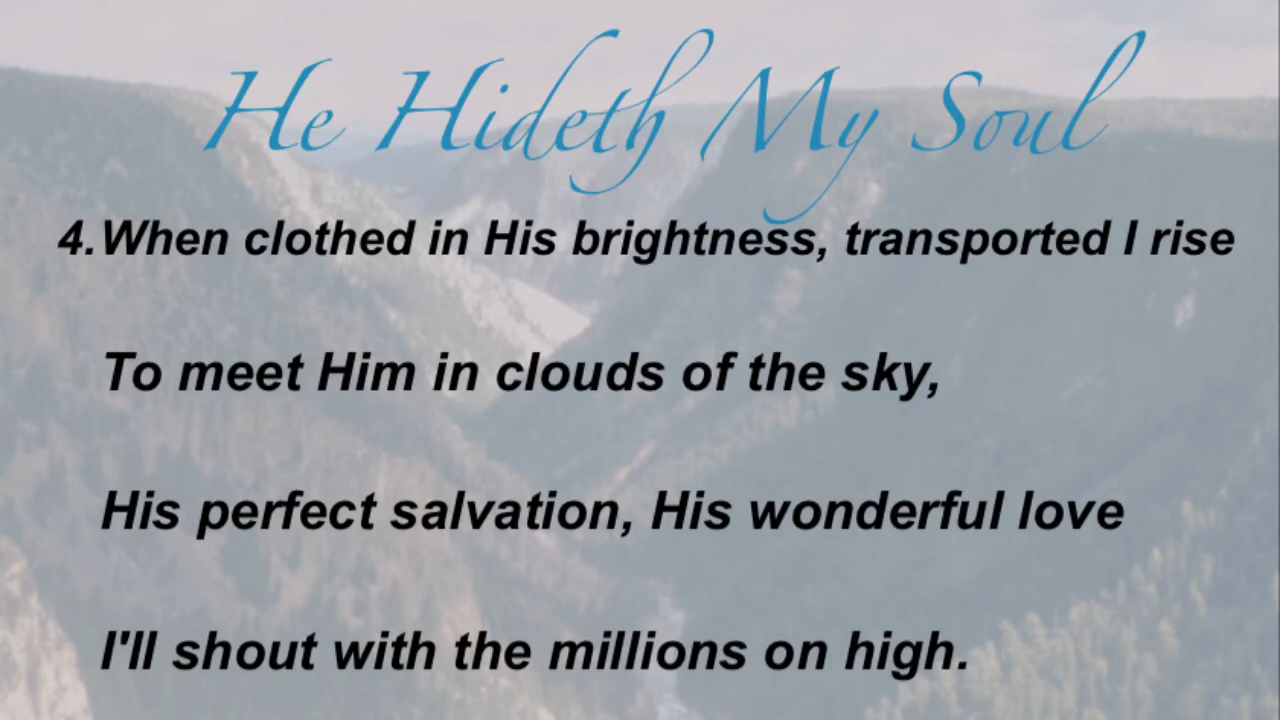 He Hideth My Soul
4. When clothed in His brightness, transported I rise
To meet Him in clouds of the sky,
His perfect salvation, His wonderful love
I'll shout with the millions on high.